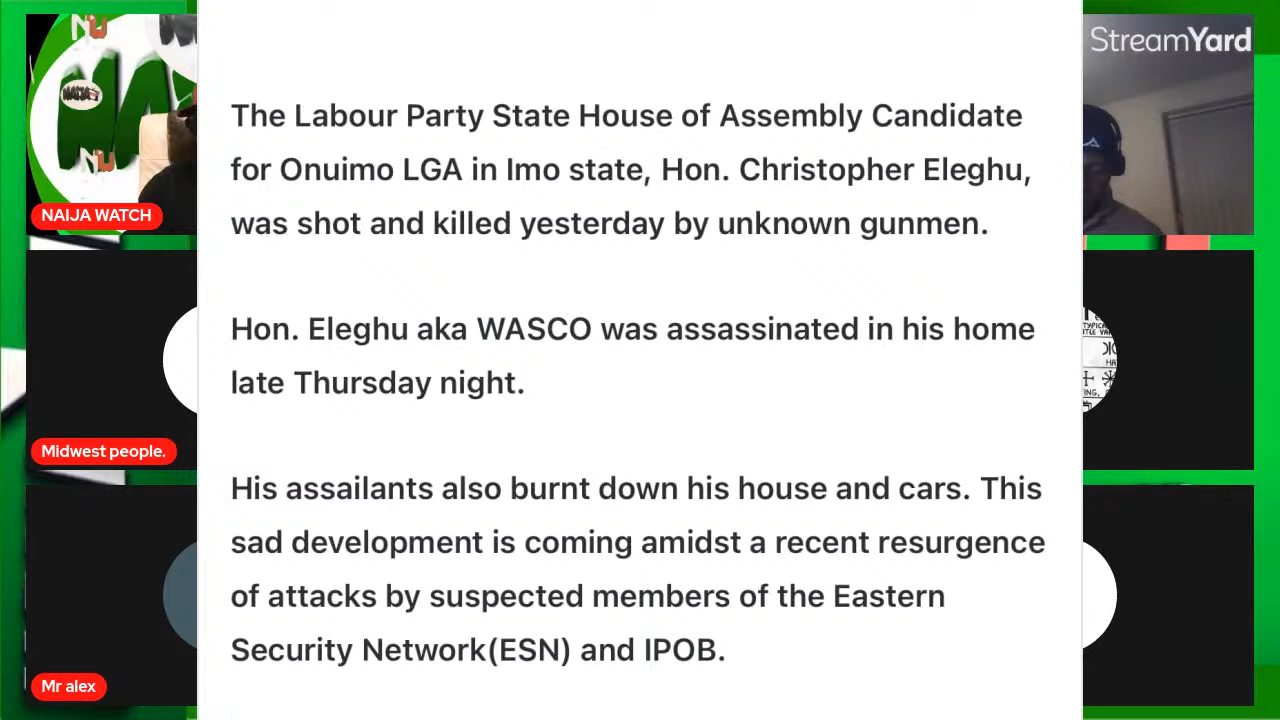 NU
StreamYard
The Labour Party State House of Assembly Candidate
for Onuimo LGA in Imo state, Hon. Christopher Eleghu,
was shot and killed yesterday by unknown gunmen.
Hon. Eleghu aka WASCO was assassinated in his home
late Thursday night.
His assailants also burnt down his house and cars. This
sad development is coming amidst a recent resurgence
of attacks by suspected members of the Eastern
Security Network(ESN) and IPOB.
NAIJA WATCH
Midwest people.
Mr alex